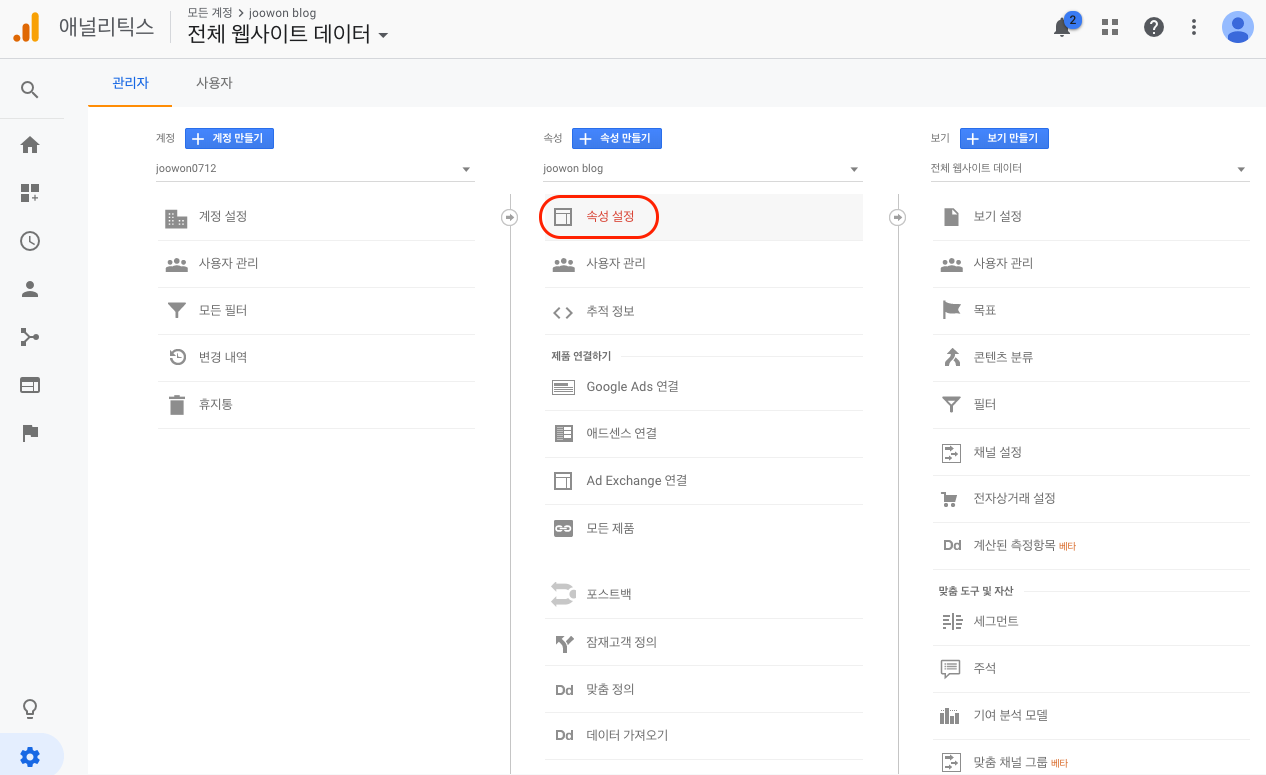 애널리틱스
모든 계정 > joowon blog
전체 웹사이트 데이터
2
관리자
사용자
계정
계정 만들기
joowon0712
계정 설정
사용자 관리
모든 필터
변경 내역
휴지통
속성
속성 만들기
joowon blog
속성 설정
사용자 관리
추적 정보
제품 연결하기
Google Ads 연결
애드센스 연결
Ad Exchange 연결
모든 제품
포스트백
잠재고객 정의
Dd 맞춤 정의
Dd 데이터 가져오기
보기
보기 만들기
전체 웹사이트 데이터
보기 설정
사용자 관리
목표
콘텐츠 분류
필터
채널 설정
전자상거래 설정
Dd 계산된 측정항목 베타
맞춤 도구 및 자산
세그먼트
주석
기여 분석 모델
맞춤 채널 그룹 베타